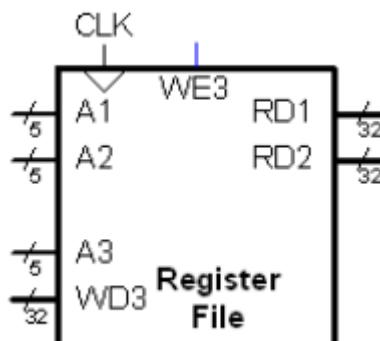 CLK
WE3
A1 RD1
5 32
A2 RD2
5 32
A3
5
WD3
32
Register
File